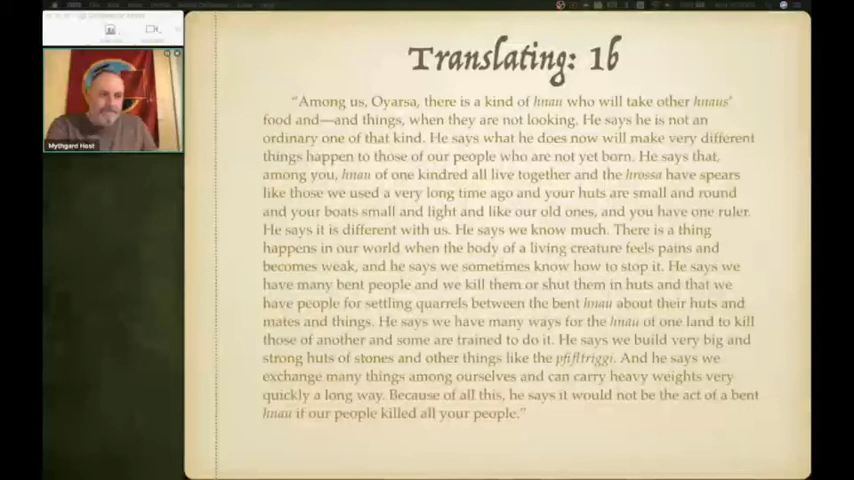 Translating: 1b
“Among us, Oyarsa, there is a kind of hnau who will take other hnaus’
food and—and things, when they are not looking. He says he is not an
ordinary one of that kind. He says what he does now will make very different
things happen to those of our people who are not yet born. He says that,
among you, hnau of one kindred all live together and the hrossa have spears
like those we used a very long time ago and your huts are small and round
and your boats small and light and like our old ones, and you have one ruler.
He says it is different with us. He says we know much. There is a thing
happens in our world when the body of a living creature feels pains and
becomes weak, and he says we sometimes know how to stop it. He says we
have many bent people and we kill them or shut them in huts and that we
have people for settling quarrels between the bent hnau about their huts and
mates and things. He says we have many ways for the hnau of one land to kill
those of another and some are trained to do it. He says we build very big and
strong huts of stones and other things like the pfifltriggi. And he says we
exchange many things among ourselves and can carry heavy weights very
quickly a long way. Because of all this, he says it would not be the act of a bent
hnau if our people killed all your people.”
Mythgard Host